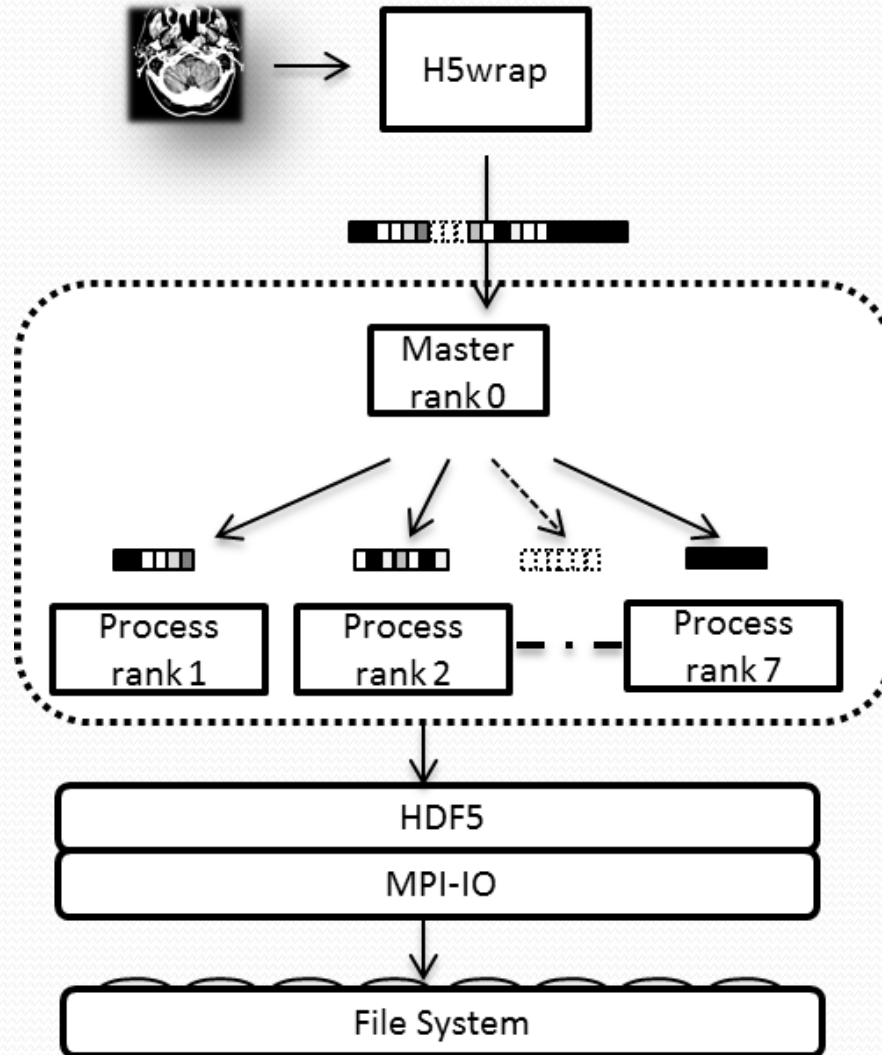 H5wrap
Master
rank 0
Process
rank 1
Process
rank 2
Process
rank 7
HDF5
MPI-IO
File System